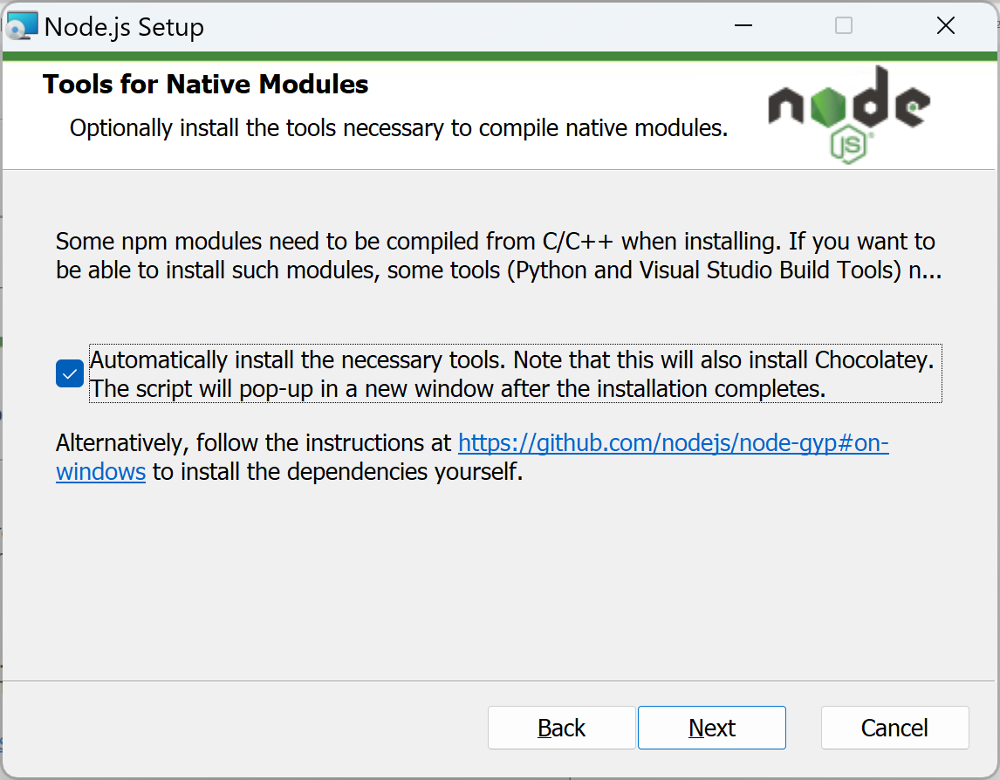 Node.js Setup
Tools for Native Modules
Optionally install the tools necessary to compile native modules.
node
JS
Some npm modules need to be compiled from C/C++ when installing. If you want to
be able to install such modules, some tools (Python and Visual Studio Build Tools) n...
Automatically install the necessary tools. Note that this will also install Chocolatey.
The script will pop-up in a new window after the installation completes.
Alternatively, follow the instructions at https://github.com/nodejs/node-gyp#on-
windows to install the dependencies yourself.
Back Next Cancel